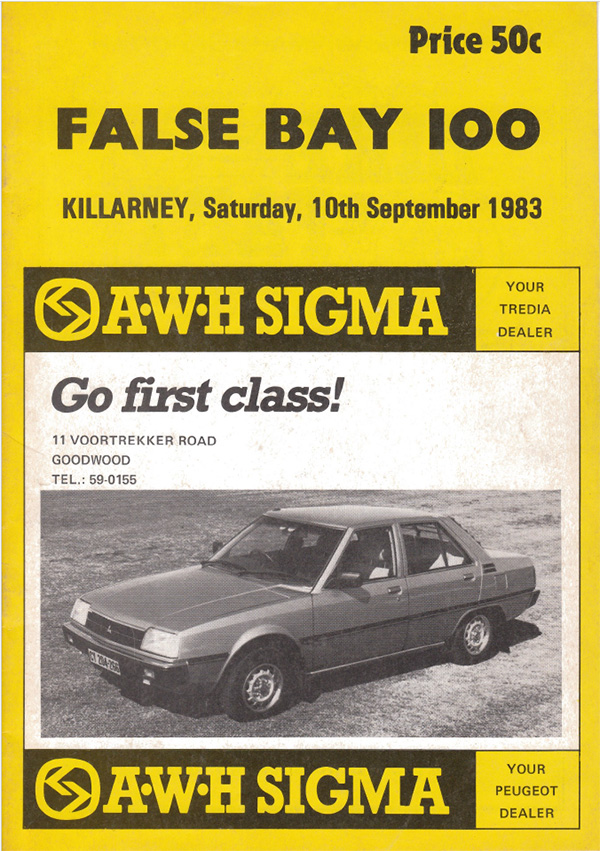 Price 50c
FALSE BAY 100
KILLARNEY, Saturday, 10th September 1983
A·W·H SIGMA
YOUR
TREDIA
DEALER
Go first class!
11 VOORTREKKER ROAD
GOODWOOD
TEL.: 59-0155
A·W·H SIGMA
YOUR
PEUGEOT
DEALER